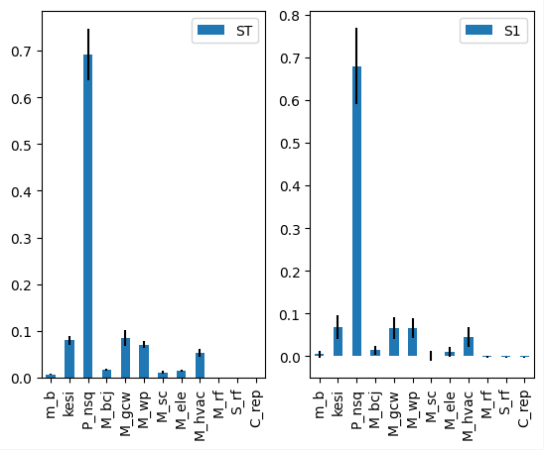 ST
0.7
0.6
0.5
0.4
0.3
0.2
0.1
0.0
m_b
kesi
P_nsq
M_bcj
M_gcw
M_wp
M_sc
M_ele
M_hvac
M_rf
S_rf
C_rep
S1
0.8
0.7
0.6
0.5
0.4
0.3
0.2
0.1
0.0
m_b
kesi
P_nsq
M_bcj
M_gcw
M_wp
M_sc
M_ele
M_hvac
M_rf
S_rf
C_rep